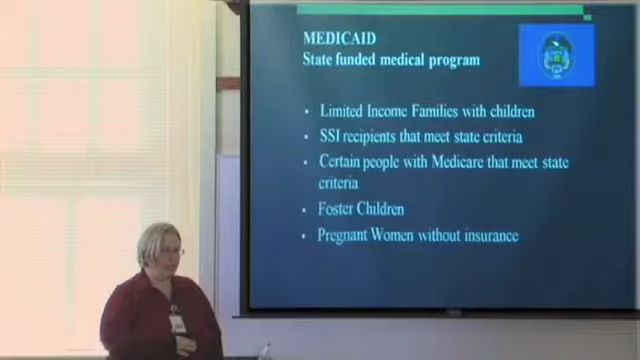 MEDICAID
State funded medical program
• Limited Income Families with children
• SSI recipients that meet state criteria
• Certain people with Medicare that meet state
criteria
• Foster Children
• Pregnant Women without insurance